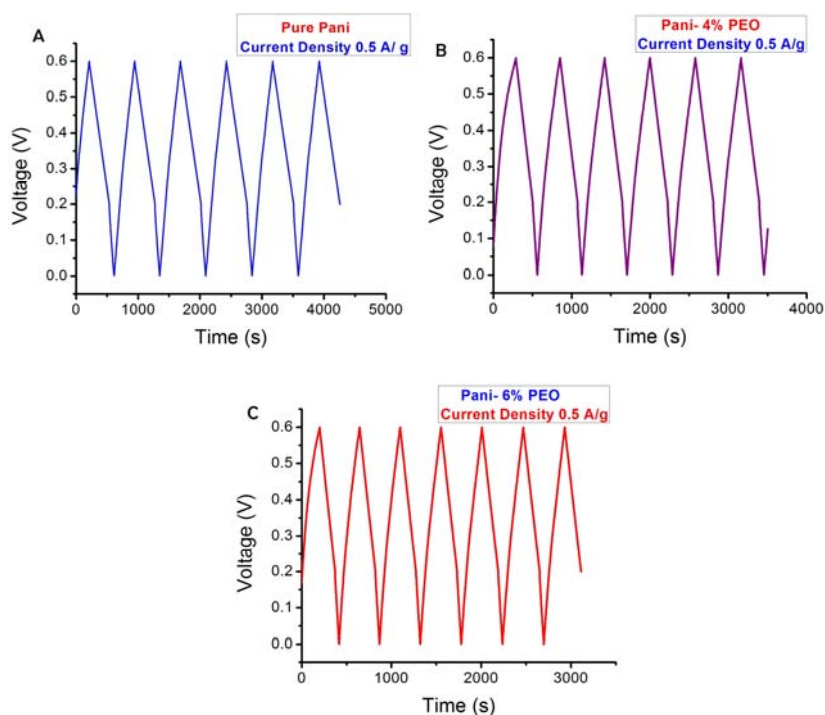 A
Pure Pani
Current Density 0.5 A/ g
0.6
0.5
0.4
0.3
0.2
0.1
0.0
Voltage (V)
0 1000 2000 3000 4000 5000
Time (s)
B
Pani- 4% PEO
Current Density 0.5 A/g
0.6
0.5
0.4
0.3
0.2
0.1
0.0
Voltage (V)
0 1000 2000 3000 4000
Time (s)
C
Pani- 6% PEO
Current Density 0.5 A/g
0.6
0.5
0.4
0.3
0.2
0.1
0.0
Voltage (V)
0 1000 2000 3000
Time (s)